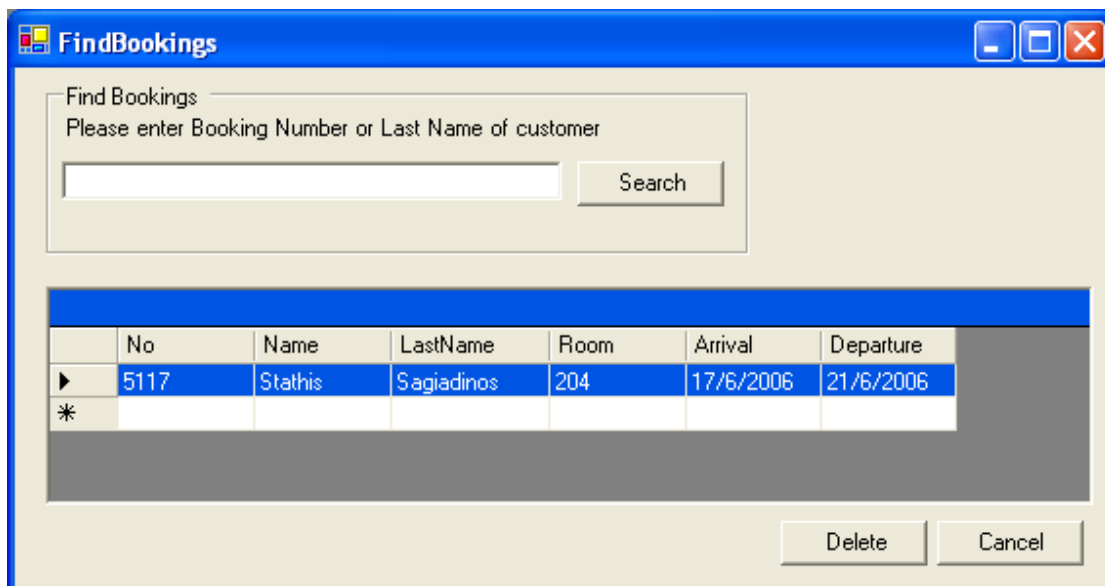 FindBookings
Find Bookings
Please enter Booking Number or Last Name of customer
Search
No Name LastName Room Arrival Departure
5117 Stathis Sagiadinos 204 17/6/2006 21/6/2006
Delete Cancel